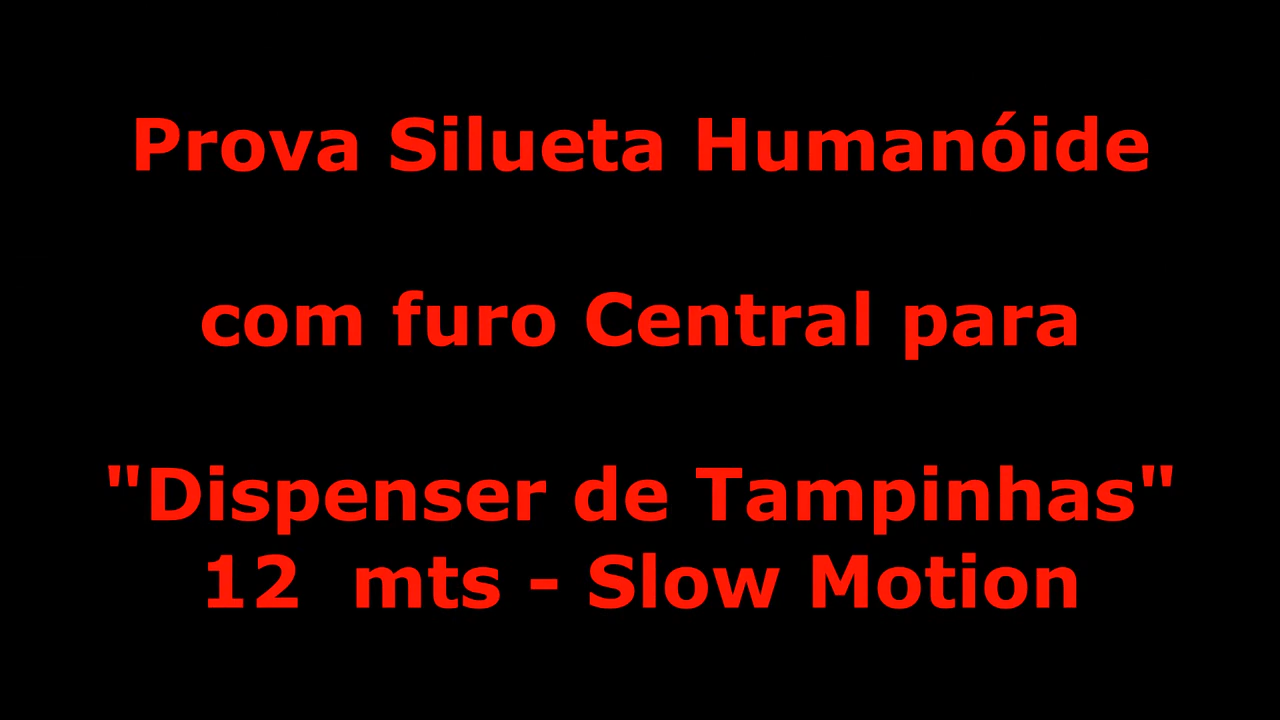 Prova Silueta Humanóide
com furo Central para
"Dispenser de Tampinhas"
12  mts - Slow Motion